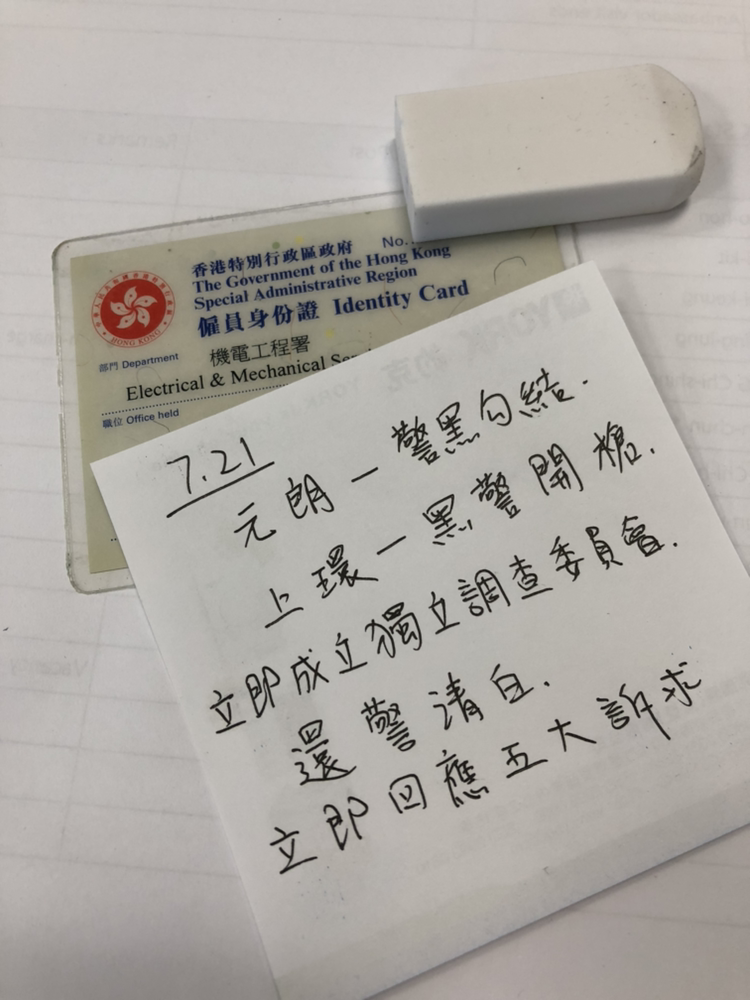 No.
香港特別行政區政府
The Government of the Hong Kong
Special Administrative Region
僱員身份證 Identity Card
HONG KONG
部門 Department
機電工程署
Electrical & Mechanical
職位 Office held
7.21
元朗 — 警黑勾結.
上環 — 黑警開槍.
立即成立獨立調查委員會.
還警清白.
立即回應五大訴求